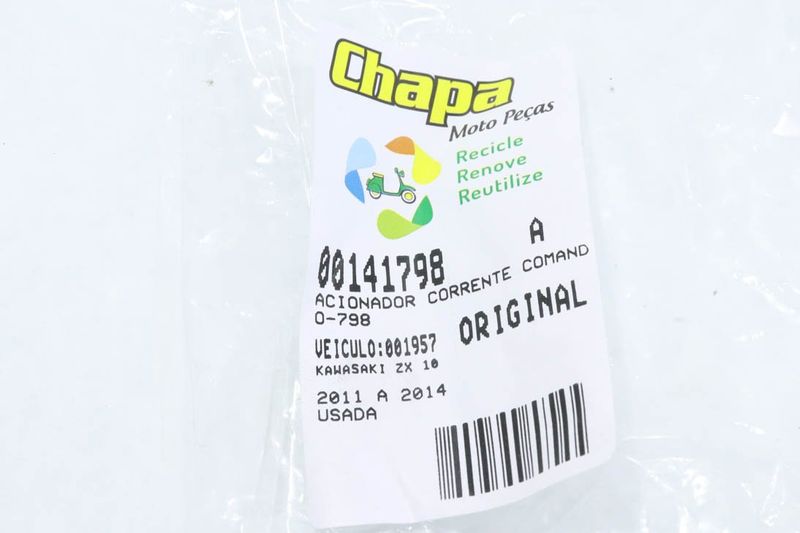 Chapa
Moto Peças
Recicle
Renove
Reutilize
A
00141798
ACIONADOR CORRENTE COMAND
O-798
ORIGINAL
VEICULO:001957
KAWASAKI ZX 10
2011 A 2014
USADA